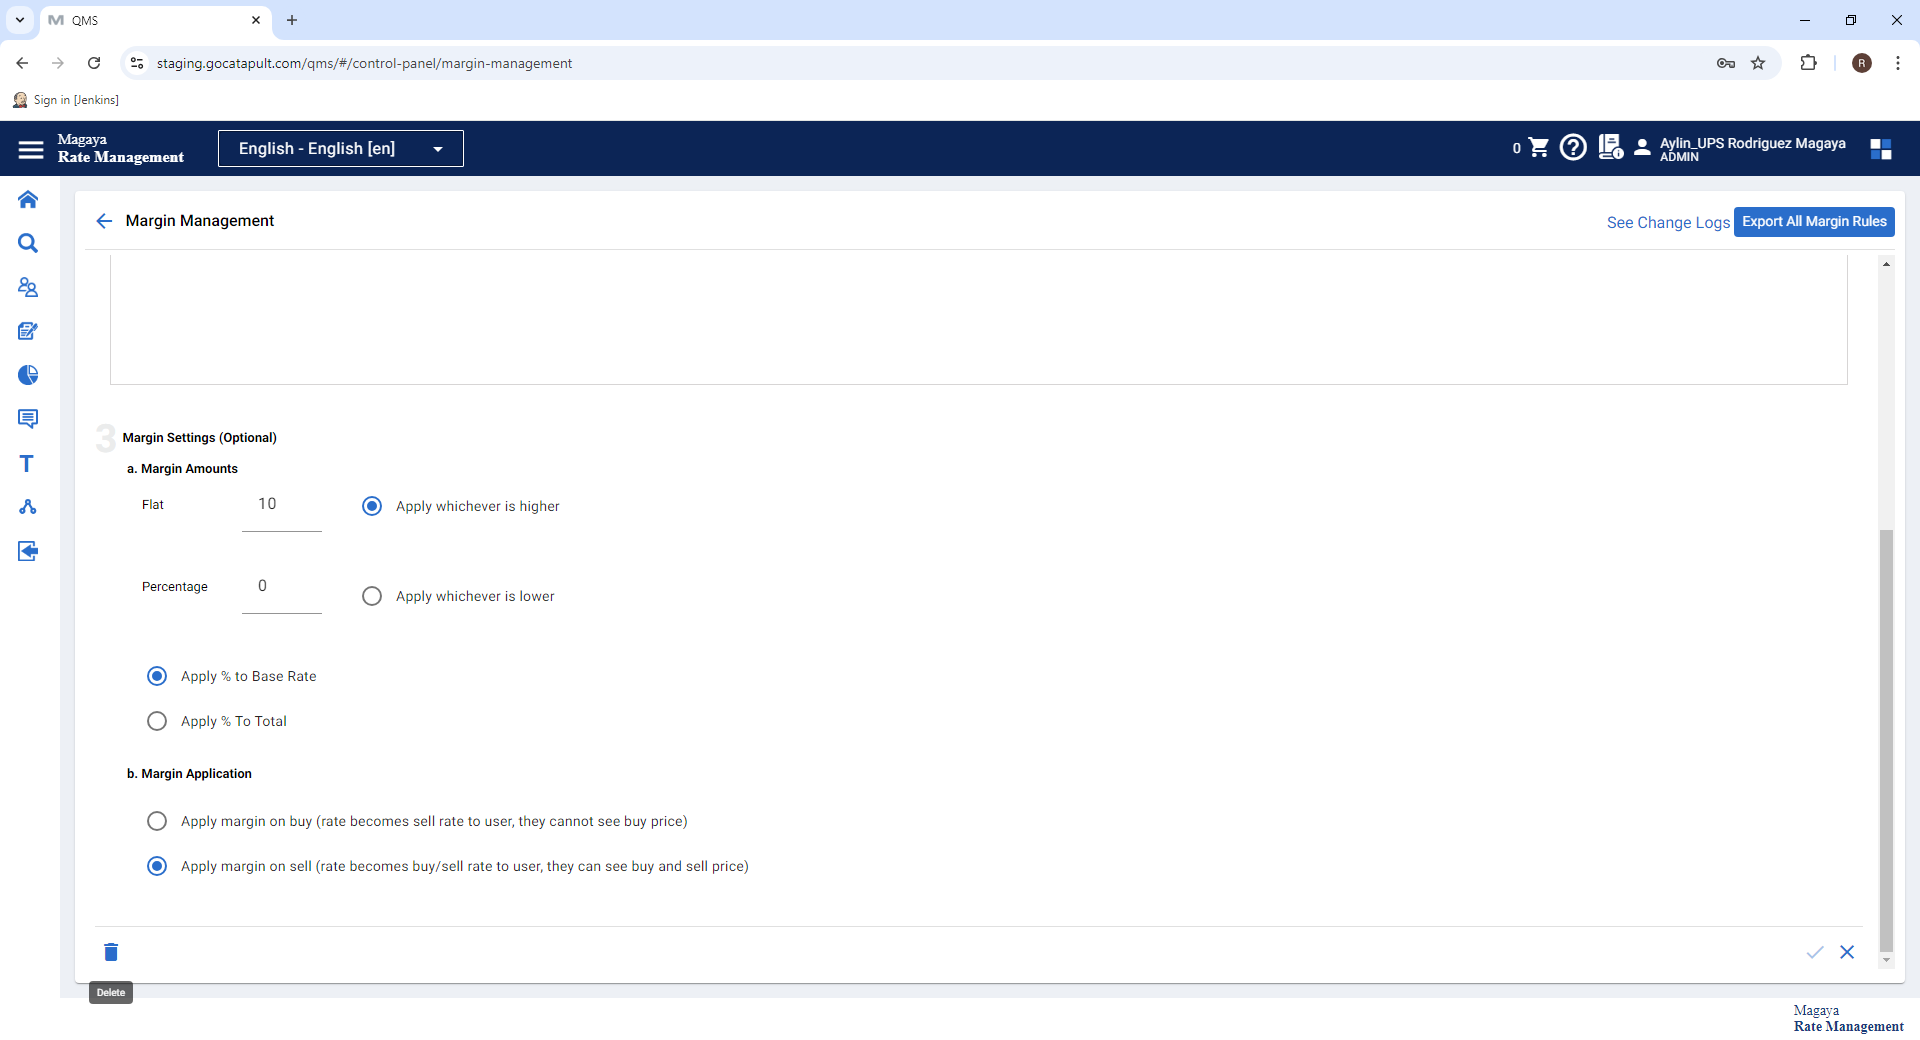 QMS
staging.gocatapult.com/qms/#/control-panel/margin-management
R
Sign in [Jenkins]
Magaya
Rate Management
English - English [en]
0
Aylin_UPS Rodriguez Magaya
ADMIN
Margin Management
See Change Logs
Export All Margin Rules
3 Margin Settings (Optional)
a. Margin Amounts
Flat
10
Apply whichever is higher
Percentage
0
Apply whichever is lower
Apply % to Base Rate
Apply % To Total
b. Margin Application
Apply margin on buy (rate becomes sell rate to user, they cannot see buy price)
Apply margin on sell (rate becomes buy/sell rate to user, they can see buy and sell price)
Delete
Magaya
Rate Management